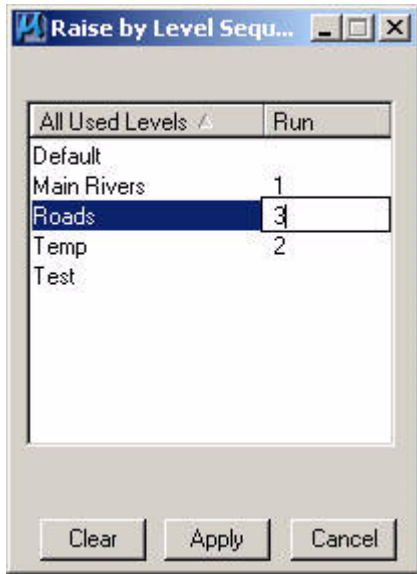 Raise by Level Sequ...
All Used Levels Run
Default
Main Rivers 1
Roads 3
Temp 2
Test
Clear Apply Cancel